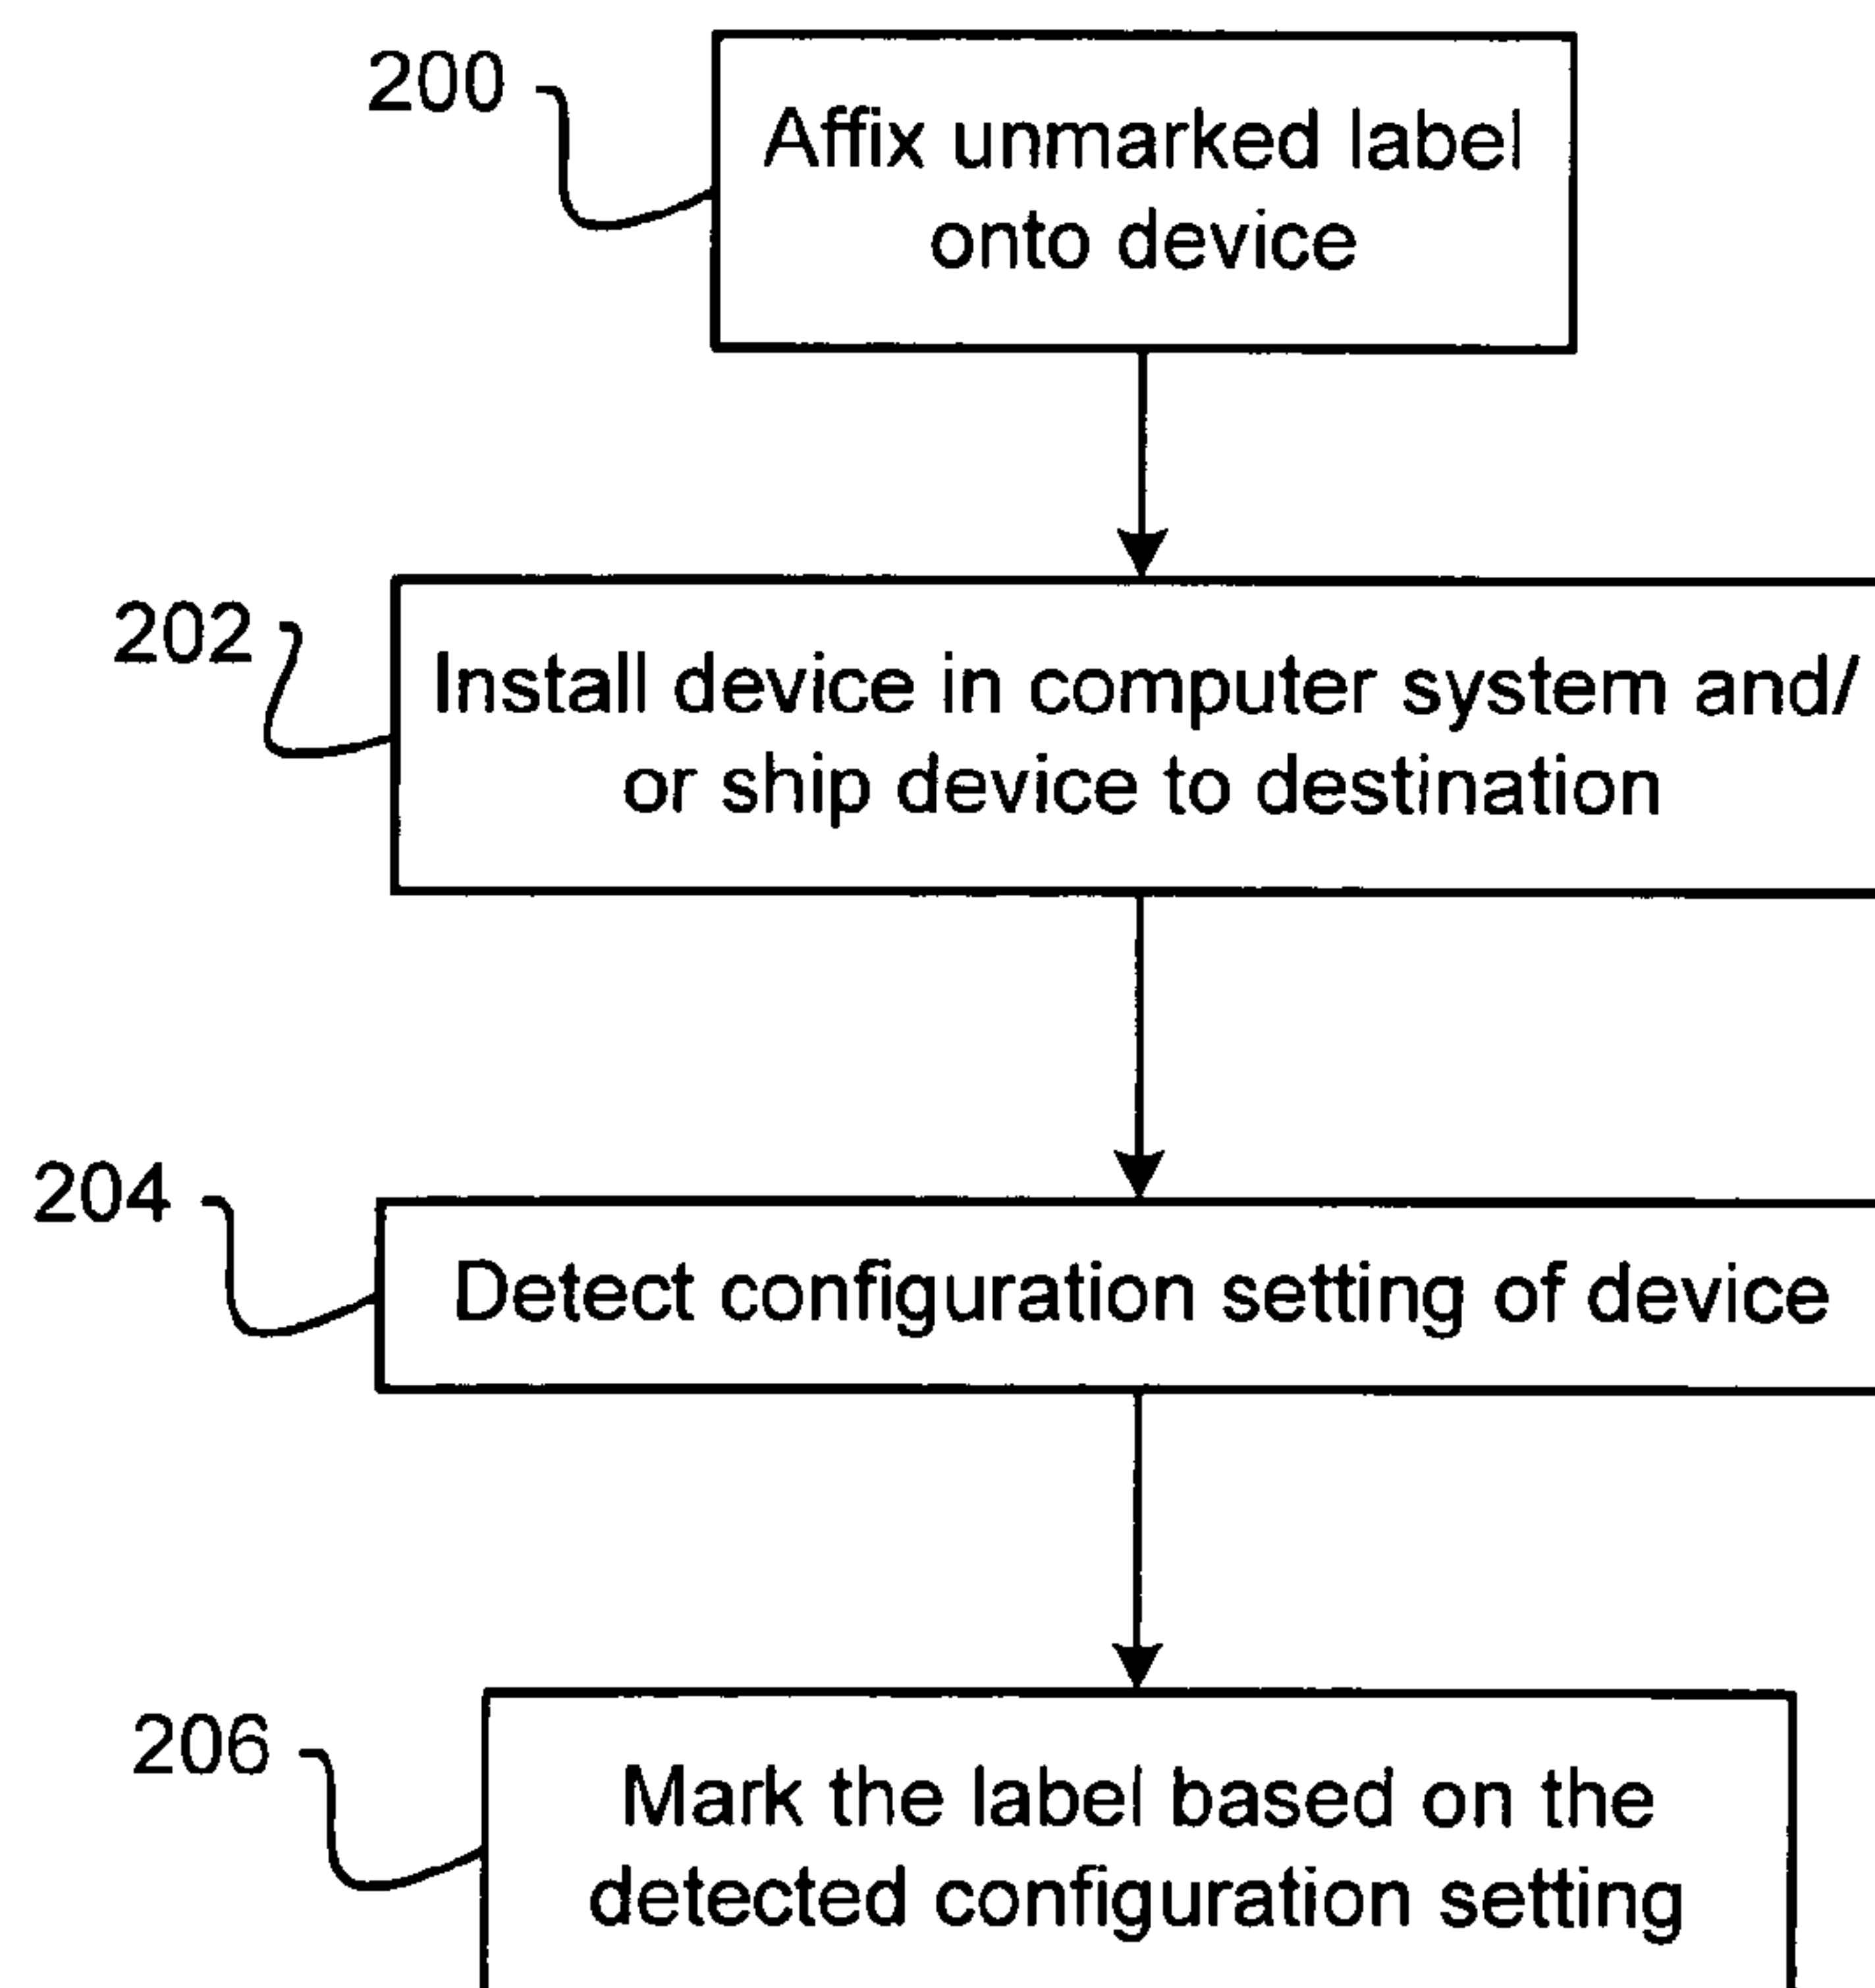 200
Affix unmarked label
onto device
202
Install device in computer system and/
or ship device to destination
204
Detect configuration setting of device
206
Mark the label based on the
detected configuration setting